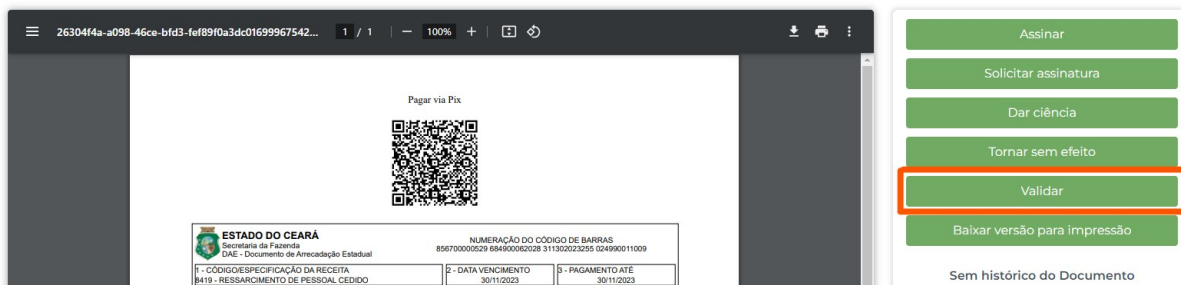 26304f4a-a098-46ce-bfd3-fef89f0a3dc01699967542... 1 / 1 100%
Pagar via Pix
ESTADO DO CEARÁ
Secretaria da Fazenda
DAE - Documento de Arrecadação Estadual
NUMERAÇÃO DO CÓDIGO DE BARRAS
856700000529 684900062028 311302023255 024990011009
1 - CÓDIGO/ESPECIFICAÇÃO DA RECEITA
8419 - RESSARCIMENTO DE PESSOAL CEDIDO
2 - DATA VENCIMENTO
30/11/2023
3 - PAGAMENTO ATÉ
30/11/2023
Assinar
Solicitar assinatura
Dar ciência
Tornar sem efeito
Validar
Baixar versão para impressão
Sem histórico do Documento